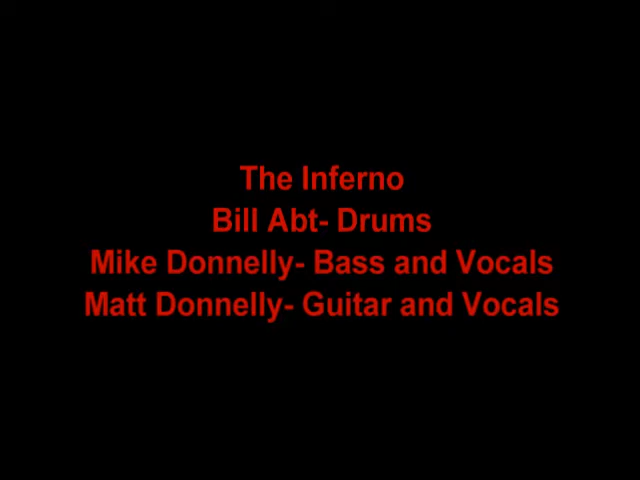 The Inferno
Bill Abt- Drums
Mike Donnelly- Bass and Vocals
Matt Donnelly- Guitar and Vocals